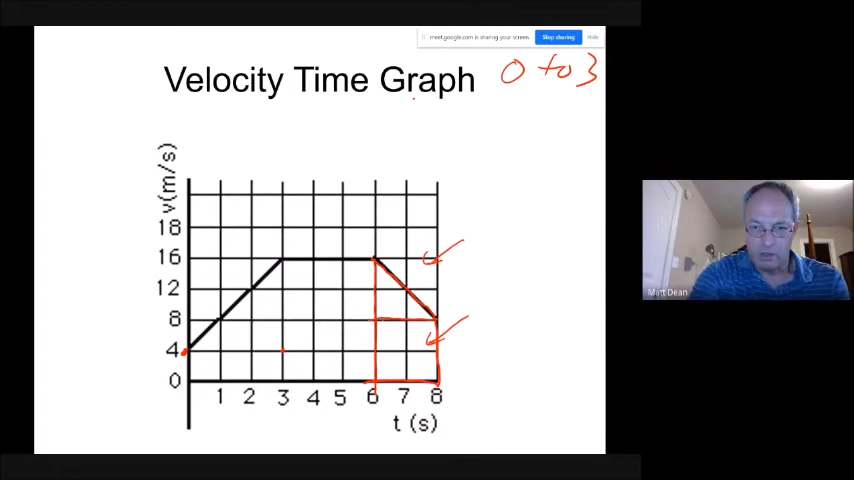 meet.google.com is sharing your screen.
Stop sharing
Hide
Velocity Time Graph
0 to 3
v(m/s)
18
16
12
8
4
0
1 2 3 4 5 6 7 8
t (s)
Matt Dean